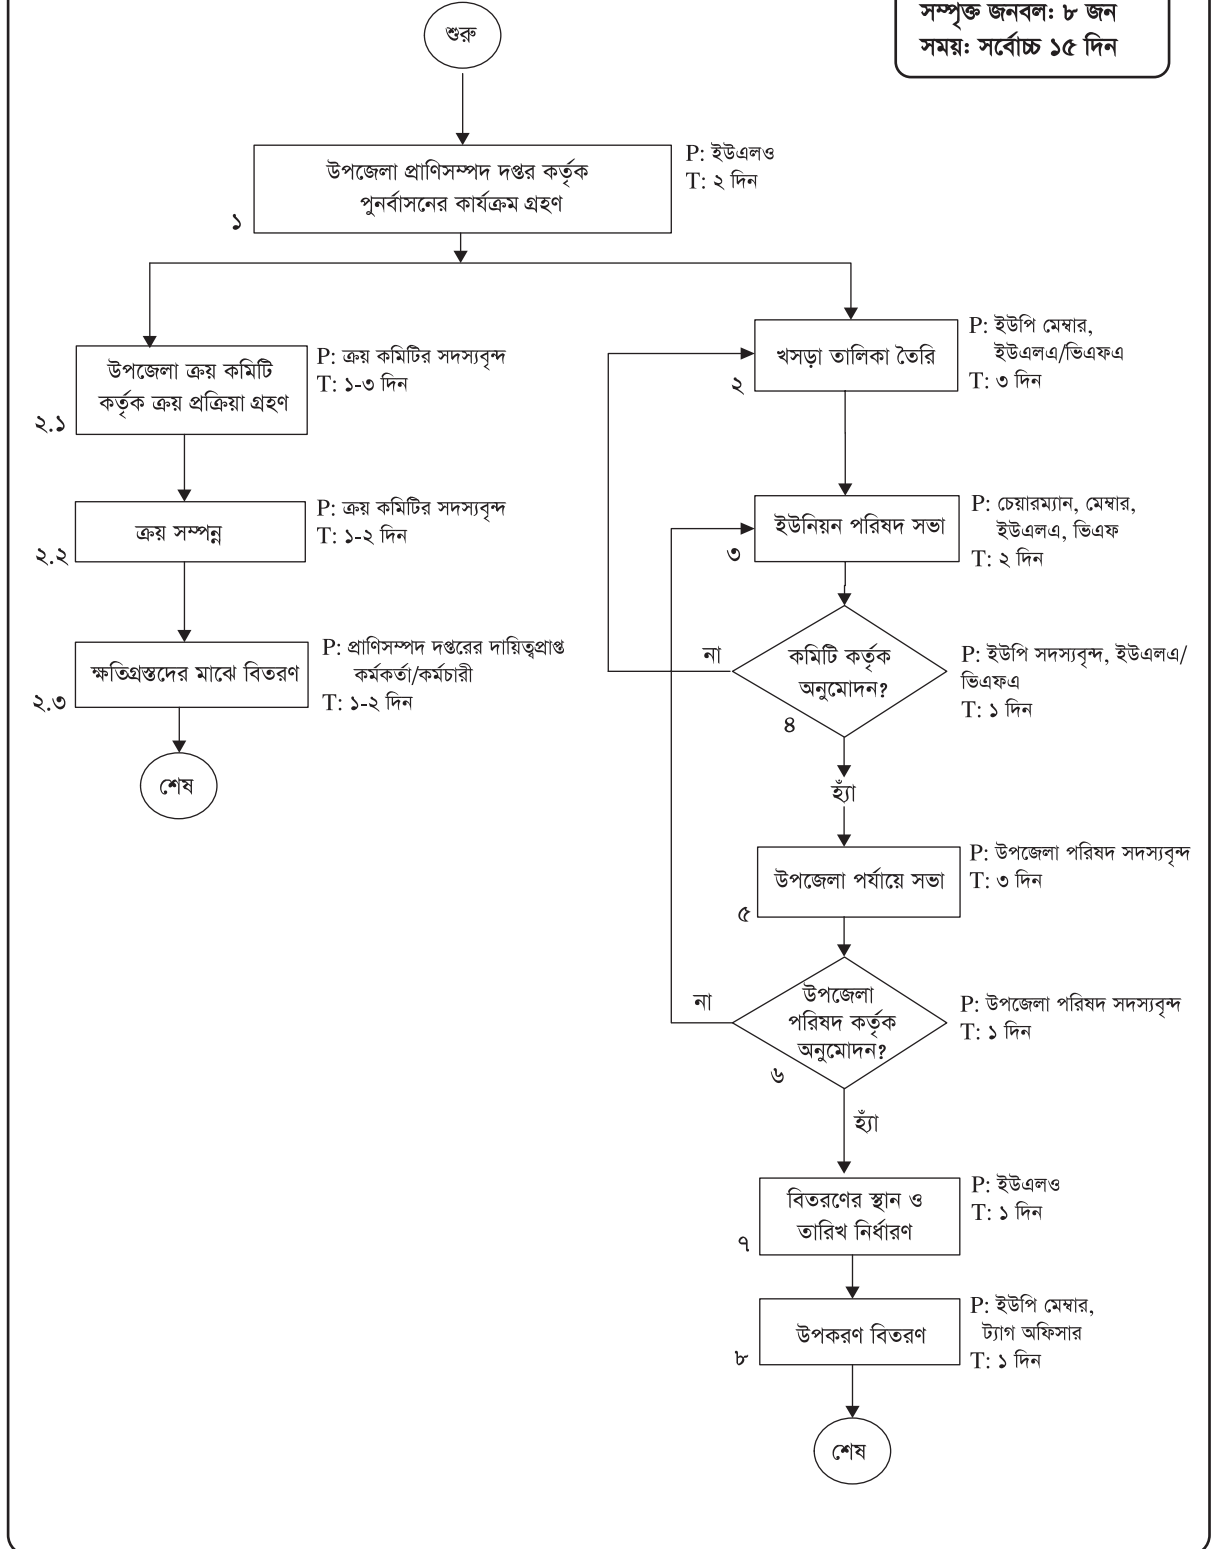 সম্পৃক্ত জনবল: ৮ জন
সময়: সর্বোচ্চ ১৫ দিন
শুরু
উপজেলা প্রাণিসম্পদ দপ্তর কর্তৃক
পুনর্বাসনের কার্যক্রম গ্রহণ
১
P: ইউএলও
T: ২ দিন
উপজেলা ক্রয় কমিটি
কর্তৃক ক্রয় প্রক্রিয়া গ্রহণ
২.১
P: ক্রয় কমিটির সদস্যবৃন্দ
T: ১-৩ দিন
ক্রয় সম্পন্ন
২.২
P: ক্রয় কমিটির সদস্যবৃন্দ
T: ১-২ দিন
ক্ষতিগ্রস্তদের মাঝে বিতরণ
২.৩
P: প্রাণিসম্পদ দপ্তরের দায়িত্বপ্রাপ্ত
কর্মকর্তা/কর্মচারী
T: ১-২ দিন
শেষ
খসড়া তালিকা তৈরি
২
P: ইউপি মেম্বার,
ইউএলএ/ভিএফএ
T: ৩ দিন
ইউনিয়ন পরিষদ সভা
৩
P: চেয়ারম্যান, মেম্বার,
ইউএলএ, ভিএফ
T: ২ দিন
না
কমিটি কর্তৃক
অনুমোদন?
৪
P: ইউপি সদস্যবৃন্দ, ইউএলএ/
ভিএফএ
T: ১ দিন
হ্যাঁ
উপজেলা পর্যায়ে সভা
৫
P: উপজেলা পরিষদ সদস্যবৃন্দ
T: ৩ দিন
না
উপজেলা
পরিষদ কর্তৃক
অনুমোদন?
৬
P: উপজেলা পরিষদ সদস্যবৃন্দ
T: ১ দিন
হ্যাঁ
বিতরণের স্থান ও
তারিখ নির্ধারণ
৭
P: ইউএলও
T: ১ দিন
উপকরণ বিতরণ
৮
P: ইউপি মেম্বার,
ট্যাগ অফিসার
T: ১ দিন
শেষ